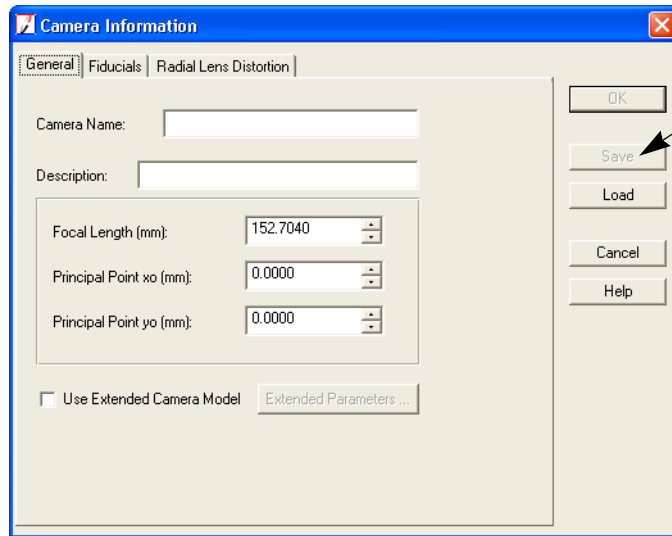 Camera Information
General Fiducials Radial Lens Distortion
Camera Name:
Description:
Focal Length (mm): 152.7040
Principal Point xo (mm): 0.0000
Principal Point yo (mm): 0.0000
Use Extended Camera Model Extended Parameters ...
OK
Save
Load
Cancel
Help